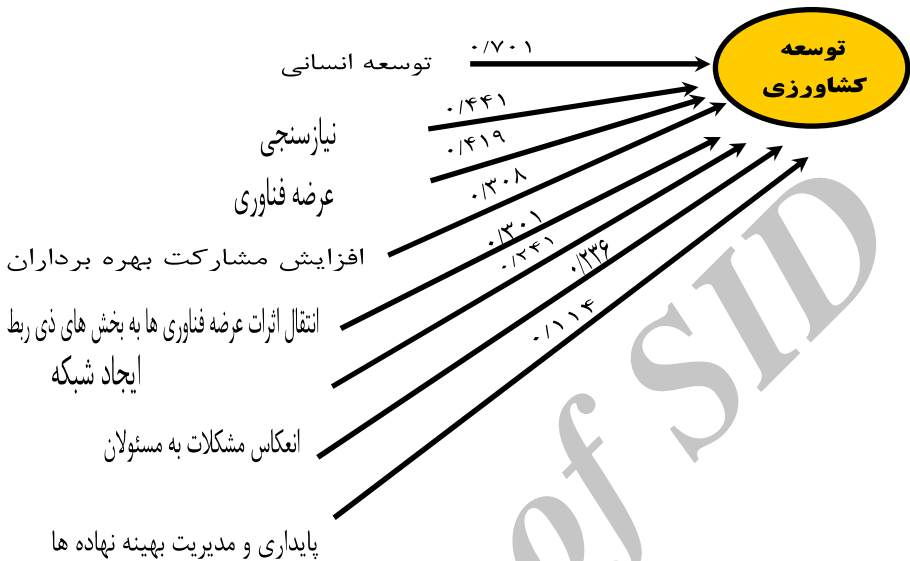 توسعه
کشاورزی
توسعه انسانی
۰/۷۰۱
نیازسنجی
۰/۴۴۱
عرضه فناوری
۰/۴۱۹
افزایش مشارکت بهره برداران
۰/۳۰۸
انتقال اثرات عرضه فناوری ها به بخش های ذی ربط
۰/۳۰۱
ایجاد شبکه
۰/۲۴۱
انعکاس مشکلات به مسئولان
۰/۲۳۶
پایداری و مدیریت بهینه نهاده ها
۰/۱۱۴
of SID